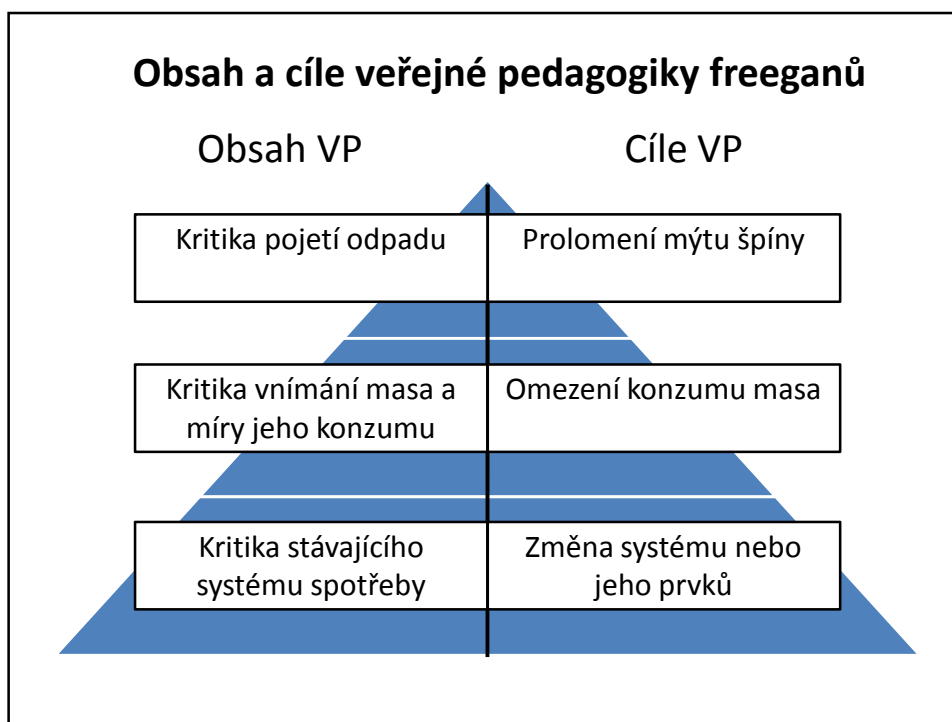 Obsah a cíle veřejné pedagogiky freeganů
Obsah VP
Cíle VP
Kritika pojetí odpadu
Prolomení mýtu špíny
Kritika vnímání masa a
míry jeho konzumu
Omezení konzumu masa
Kritika stávajícího
systému spotřeby
Změna systému nebo
jeho prvků